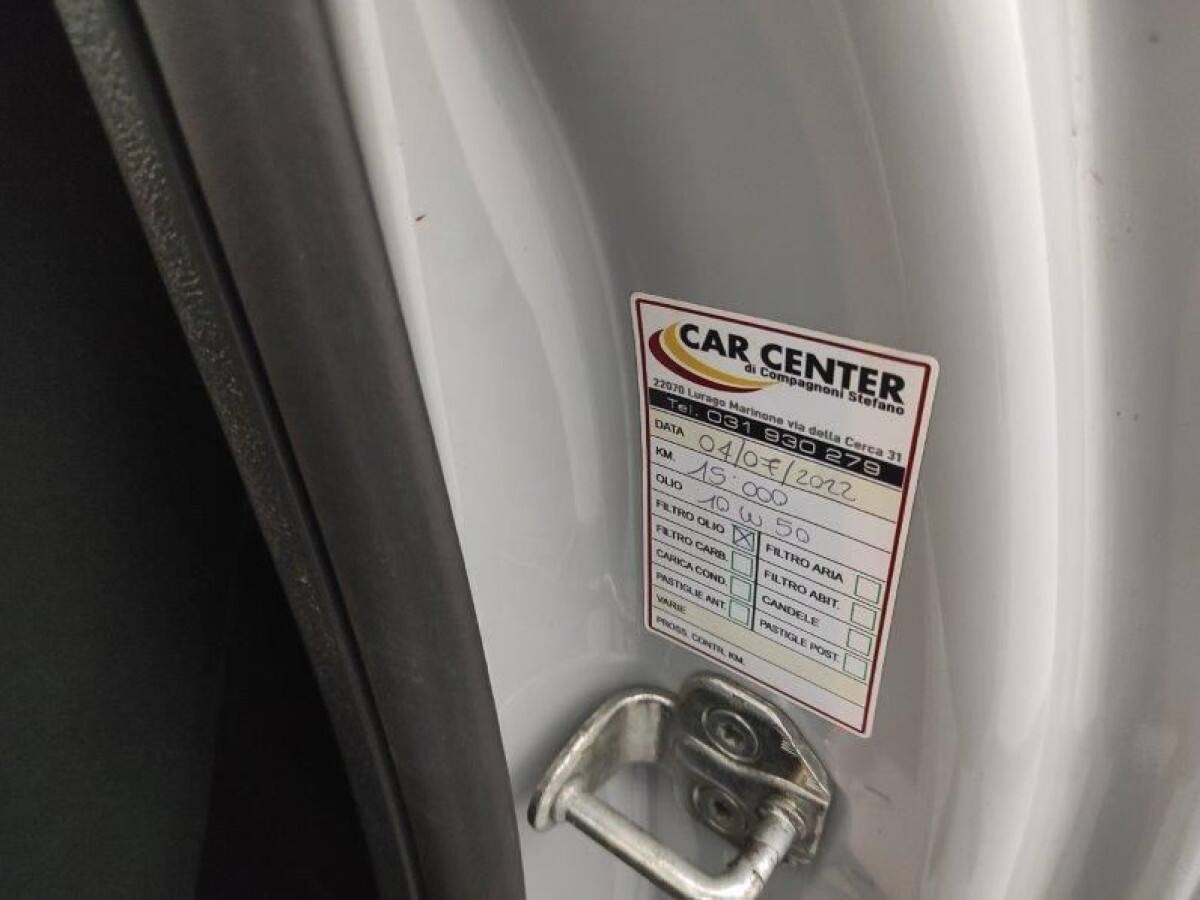 CAR CENTER
di Compagnoni Stefano
22070 Lurago Marinone via della Cerca 31
Tel. 031 930 279
DATA 04/07/2022
KM. 15.000
OLIO 10 W 50
FILTRO OLIO FILTRO ARIA
FILTRO CARB. FILTRO ABIT.
CARICA COND. CANDELE
PASTIGLIE ANT. PASTIGLE POST.
VARIE
PROSS. CONTR. KM.